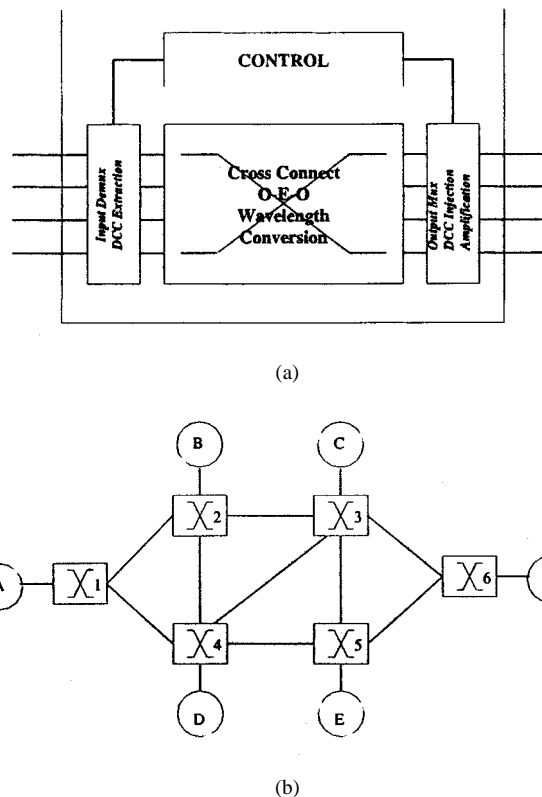 CONTROL
Input Demux
DCC Extraction
Cross Connect
O-E-O
Wavelength
Conversion
Output Mux
DCC Injection
Amplification
(a)
B
C
2
3
A
1
6
4
5
D
E
(b)